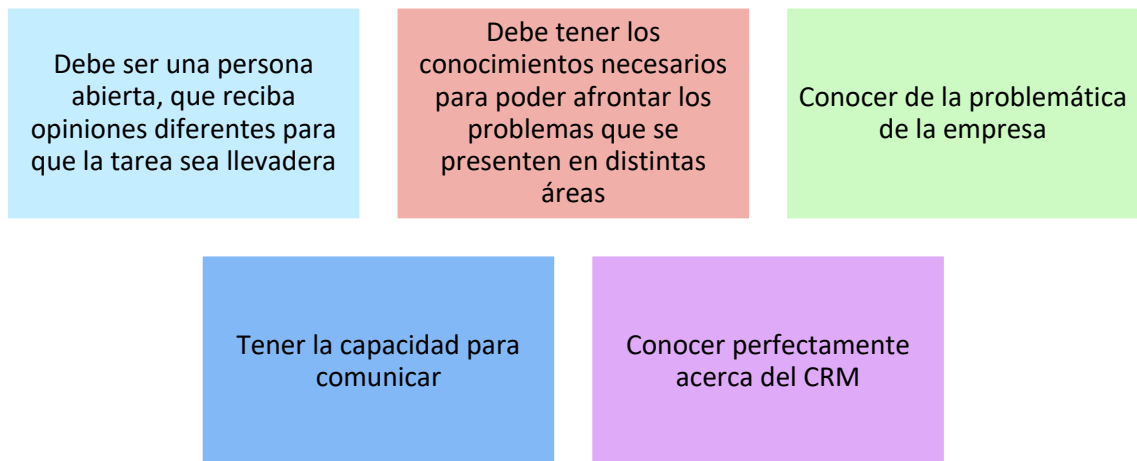 Debe ser una persona
abierta, que reciba
opiniones diferentes para
que la tarea sea llevadera
Debe tener los
conocimientos necesarios
para poder afrontar los
problemas que se
presenten en distintas
áreas
Conocer de la problemática
de la empresa
Tener la capacidad para
comunicar
Conocer perfectamente
acerca del CRM